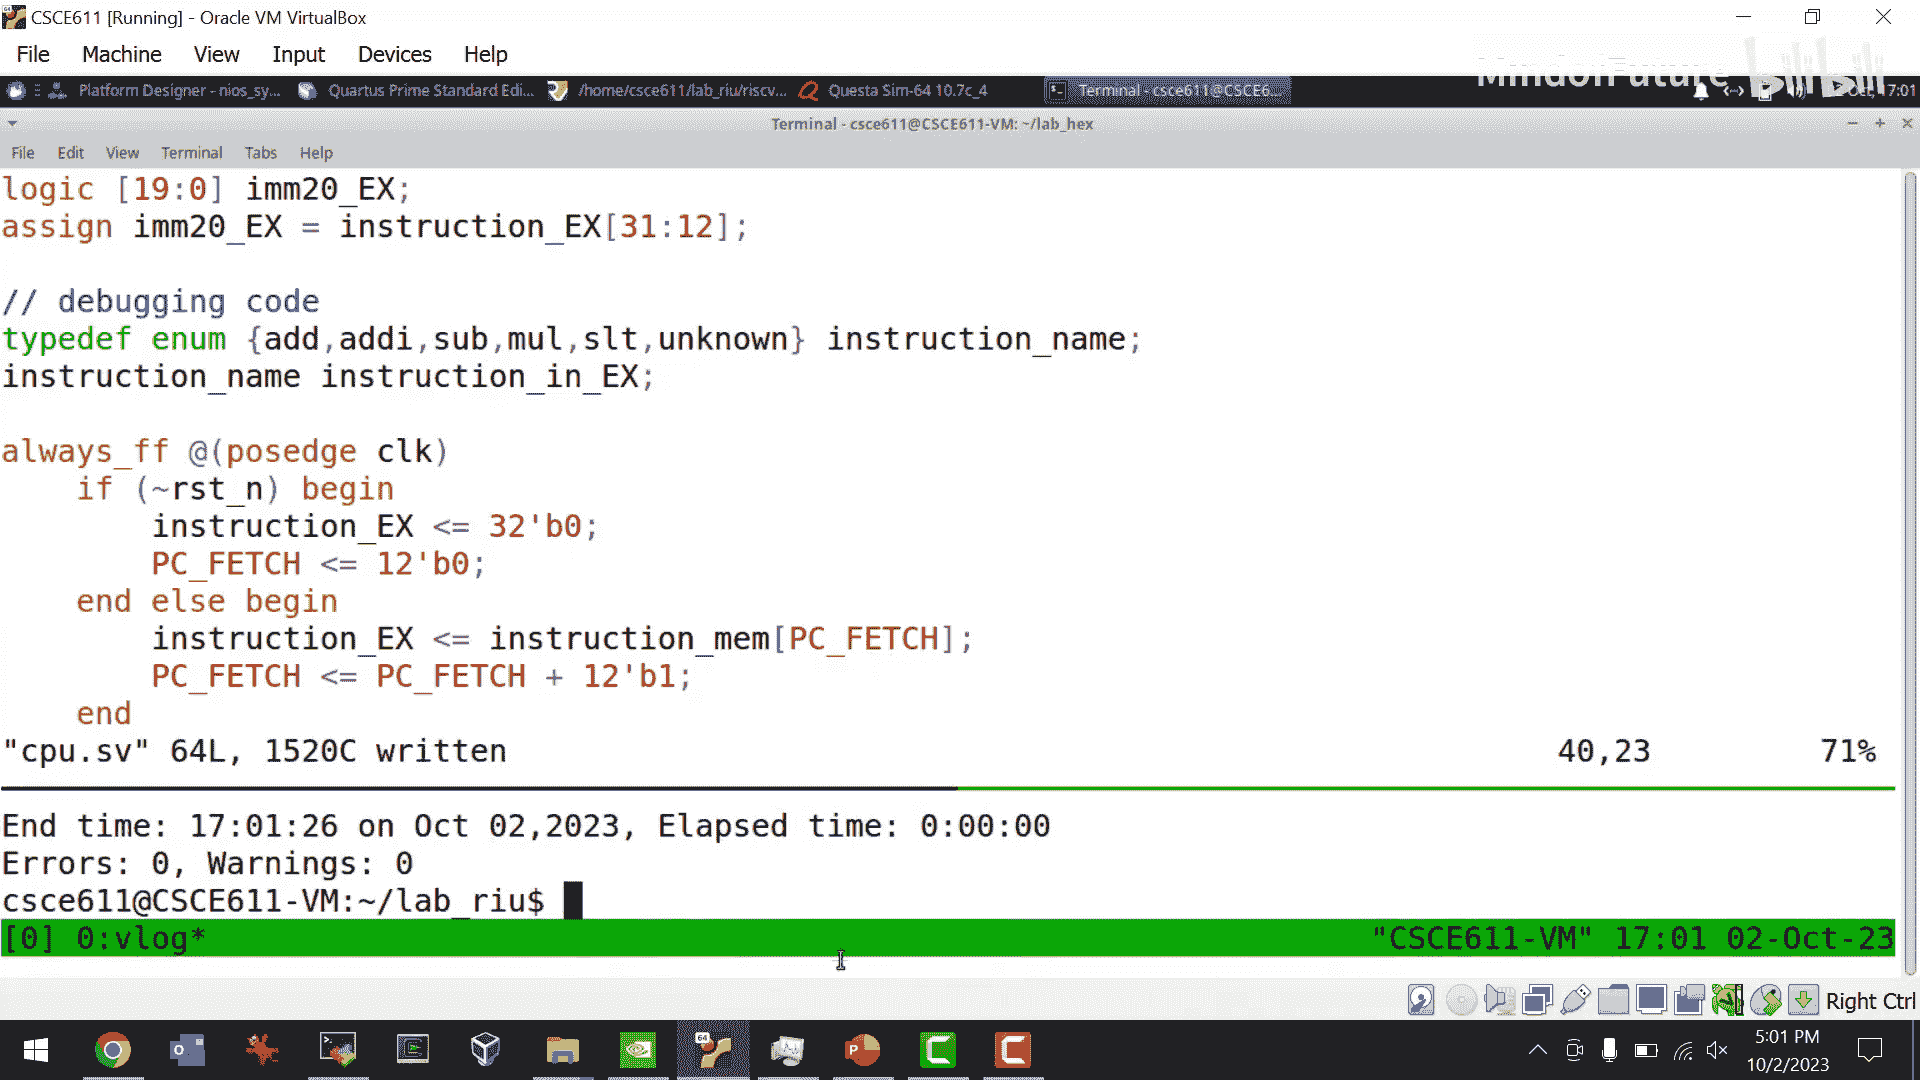 CSCE611 [Running] - Oracle VM VirtualBox
File Machine View Input Devices Help
Platform Designer - nios_sy... Quartus Prime Standard Edi... /home/csce611/lab_riu/riscv... Questa Sim-64 10.7c_4 Terminal - csce611@CSCE6... 17:01
MindofFuture bilibili
Terminal - csce611@CSCE611-VM: ~/lab_hex
File Edit View Terminal Tabs Help
logic [19:0] imm20_EX;
assign imm20_EX = instruction_EX[31:12];
// debugging code
typedef enum {add,addi,sub,mul,slt,unknown} instruction_name;
instruction_name instruction_in_EX;
always_ff @(posedge clk)
if (~rst_n) begin
instruction_EX <= 32'b0;
PC_FETCH <= 12'b0;
end else begin
instruction_EX <= instruction_mem[PC_FETCH];
PC_FETCH <= PC_FETCH + 12'b1;
end
"cpu.sv" 64L, 1520C written 40,23 71%
End time: 17:01:26 on Oct 02,2023, Elapsed time: 0:00:00
Errors: 0, Warnings: 0
csce611@CSCE611-VM:~/lab_riu$
[0] 0:vlog* "CSCE611-VM" 17:01 02-Oct-23
Right Ctrl
5:01 PM
10/2/2023